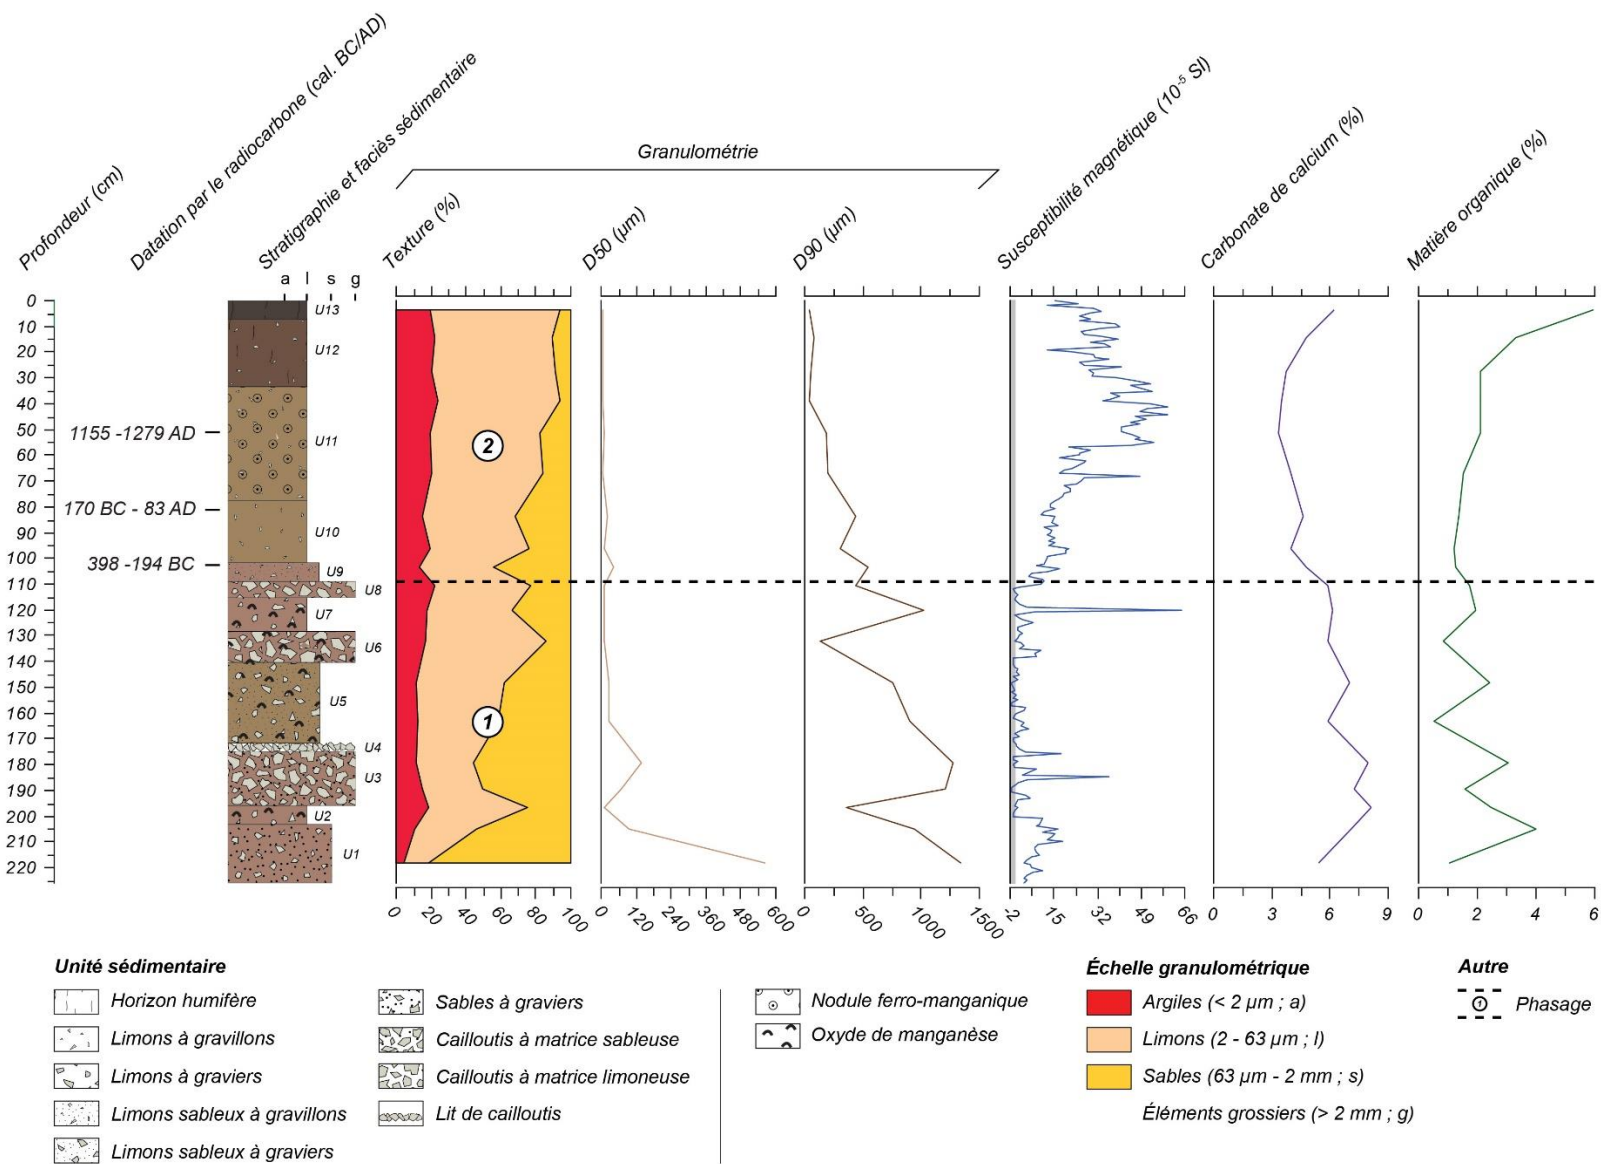 Profondeur (cm)
Datation par le radiocarbone (cal. BC/AD)
Stratigraphie et faciès sédimentaire
Granulométrie
Texture (%)
D50 (µm)
D90 (µm)
Susceptibilité magnétique (10⁻⁵ SI)
Carbonate de calcium (%)
Matière organique (%)
a l s g
0
10
20
30
40
50
60
70
80
90
100
110
120
130
140
150
160
170
180
190
200
210
220
1155 -1279 AD
170 BC - 83 AD
398 -194 BC
U13
U12
U11
U10
U9
U8
U7
U6
U5
U4
U3
U2
U1
2
1
0 20 40 60 80 100
0 120 240 360 480 600
0 500 1000 1500
-2 15 32 49 66
0 3 6 9
0 2 4 6
Unité sédimentaire
Horizon humifère
Limons à gravillons
Limons à graviers
Limons sableux à gravillons
Limons sableux à graviers
Sables à graviers
Cailloutis à matrice sableuse
Cailloutis à matrice limoneuse
Lit de cailloutis
Nodule ferro-manganique
Oxyde de manganèse
Échelle granulométrique
Argiles (< 2 µm ; a)
Limons (2 - 63 µm ; l)
Sables (63 µm - 2 mm ; s)
Éléments grossiers (> 2 mm ; g)
Autre
1 Phasage